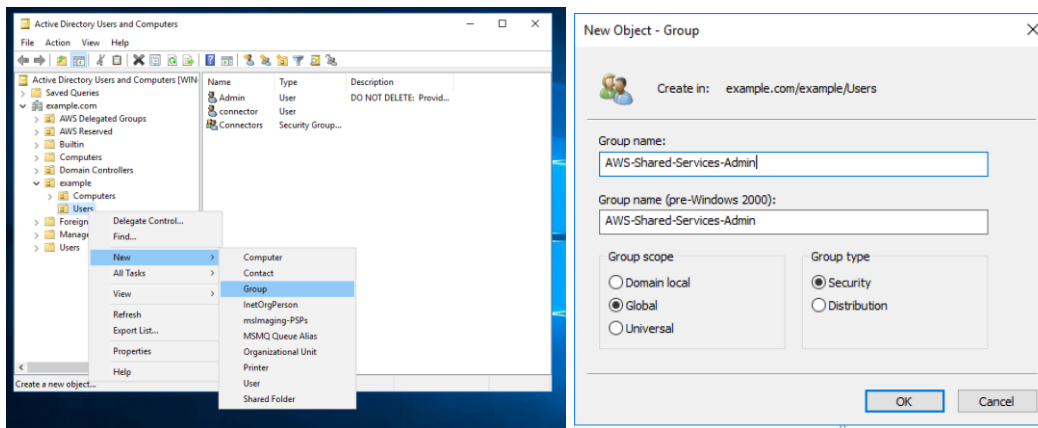 Active Directory Users and Computers
File Action View Help
Active Directory Users and Computers [WIN-
Saved Queries
example.com
AWS Delegated Groups
AWS Reserved
Builtin
Computers
Domain Controllers
example
Computers
Users
Foreign
Manage
Users
Name Type Description
Admin User DO NOT DELETE: Provid...
connector User
Connectors Security Group...
Delegate Control...
Find...
New
All Tasks
View
Refresh
Export List...
Properties
Help
Computer
Contact
Group
InetOrgPerson
msImaging-PSPs
MSMQ Queue Alias
Organizational Unit
Printer
User
Shared Folder
Create a new object...
New Object - Group
Create in: example.com/example/Users
Group name:
AWS-Shared-Services-Admin
Group name (pre-Windows 2000):
AWS-Shared-Services-Admin
Group scope
Domain local
Global
Universal
Group type
Security
Distribution
OK Cancel